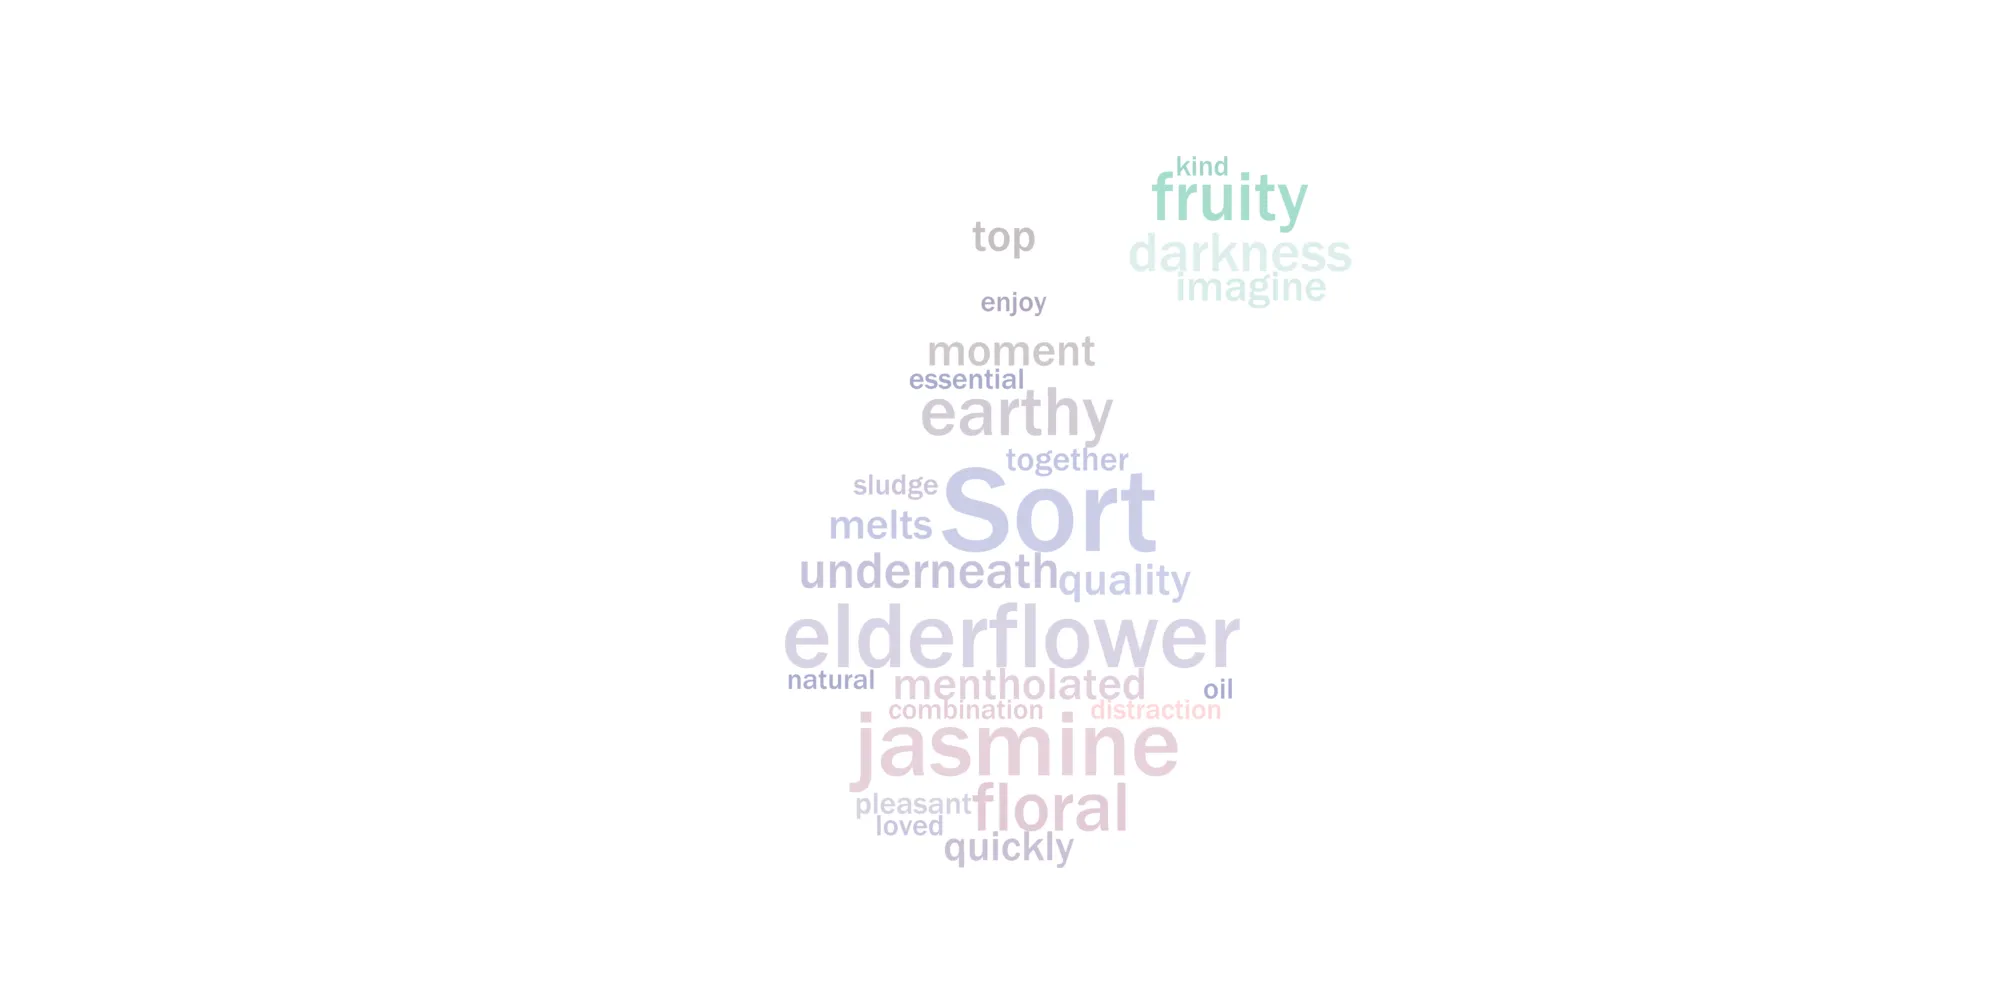 kind
fruity
top
darkness
imagine
enjoy
moment
essential
earthy
together
sludge
Sort
melts
underneath
quality
elderflower
natural
mentholated
oil
combination
distraction
jasmine
pleasant
floral
loved
quickly